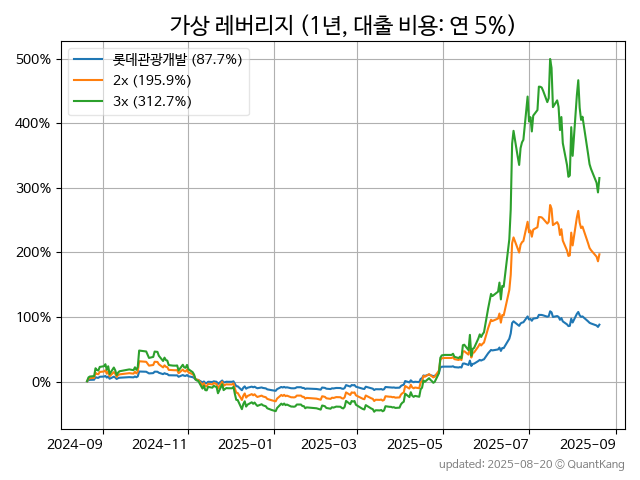 가상 레버리지 (1년, 대출 비용: 연 5%)
롯데관광개발 (87.7%)
2x (195.9%)
3x (312.7%)
500%
400%
300%
200%
100%
0%
2024-09 2024-11 2025-01 2025-03 2025-05 2025-07 2025-09
updated: 2025-08-20 © QuantKang